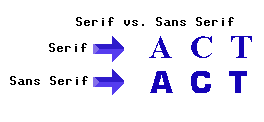 Serif vs. Sans Serif
Serif A C T
Sans Serif A C T